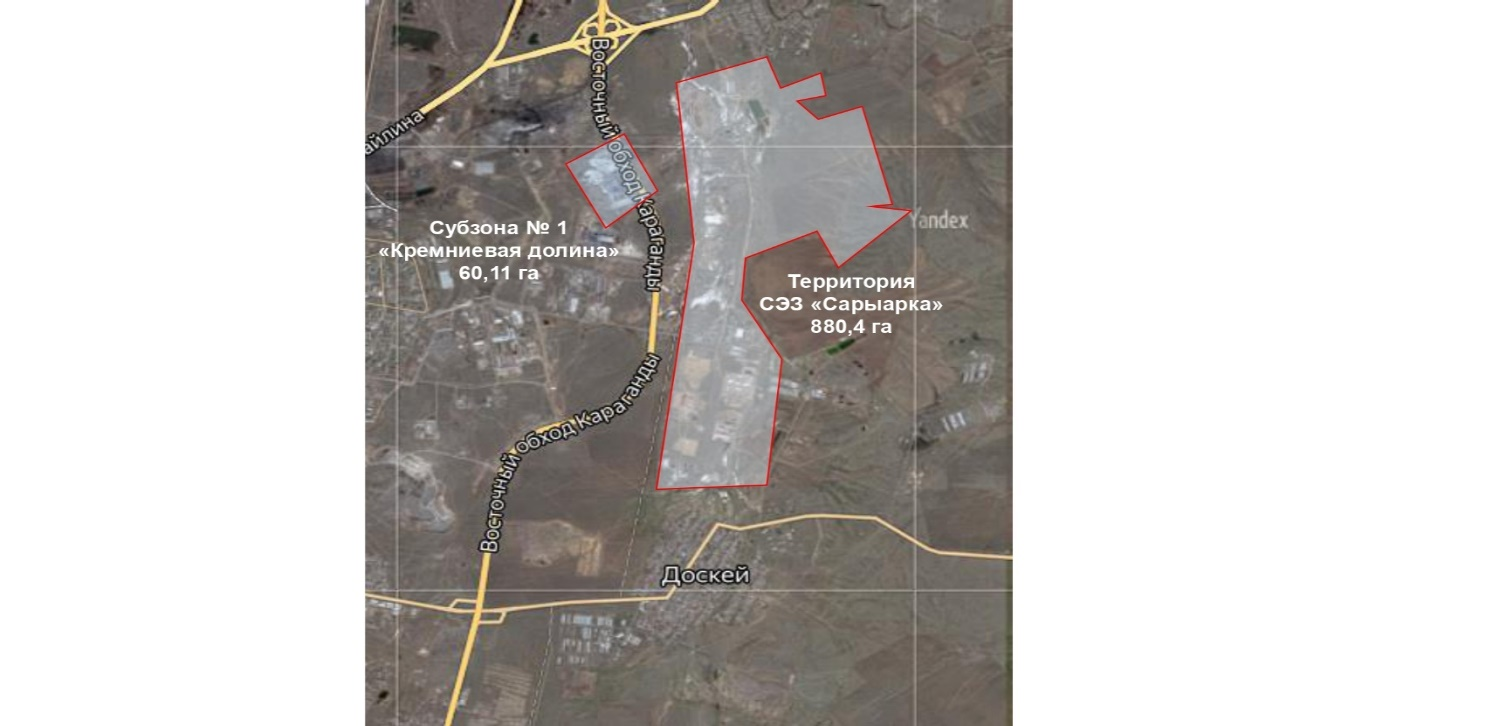 Восточный обход Караганды
айлина
Субзона № 1
«Кремниевая долина»
60,11 га
Yandex
Территория
СЭЗ «Сарыарка»
880,4 га
Восточный обход Караганды
Доскей